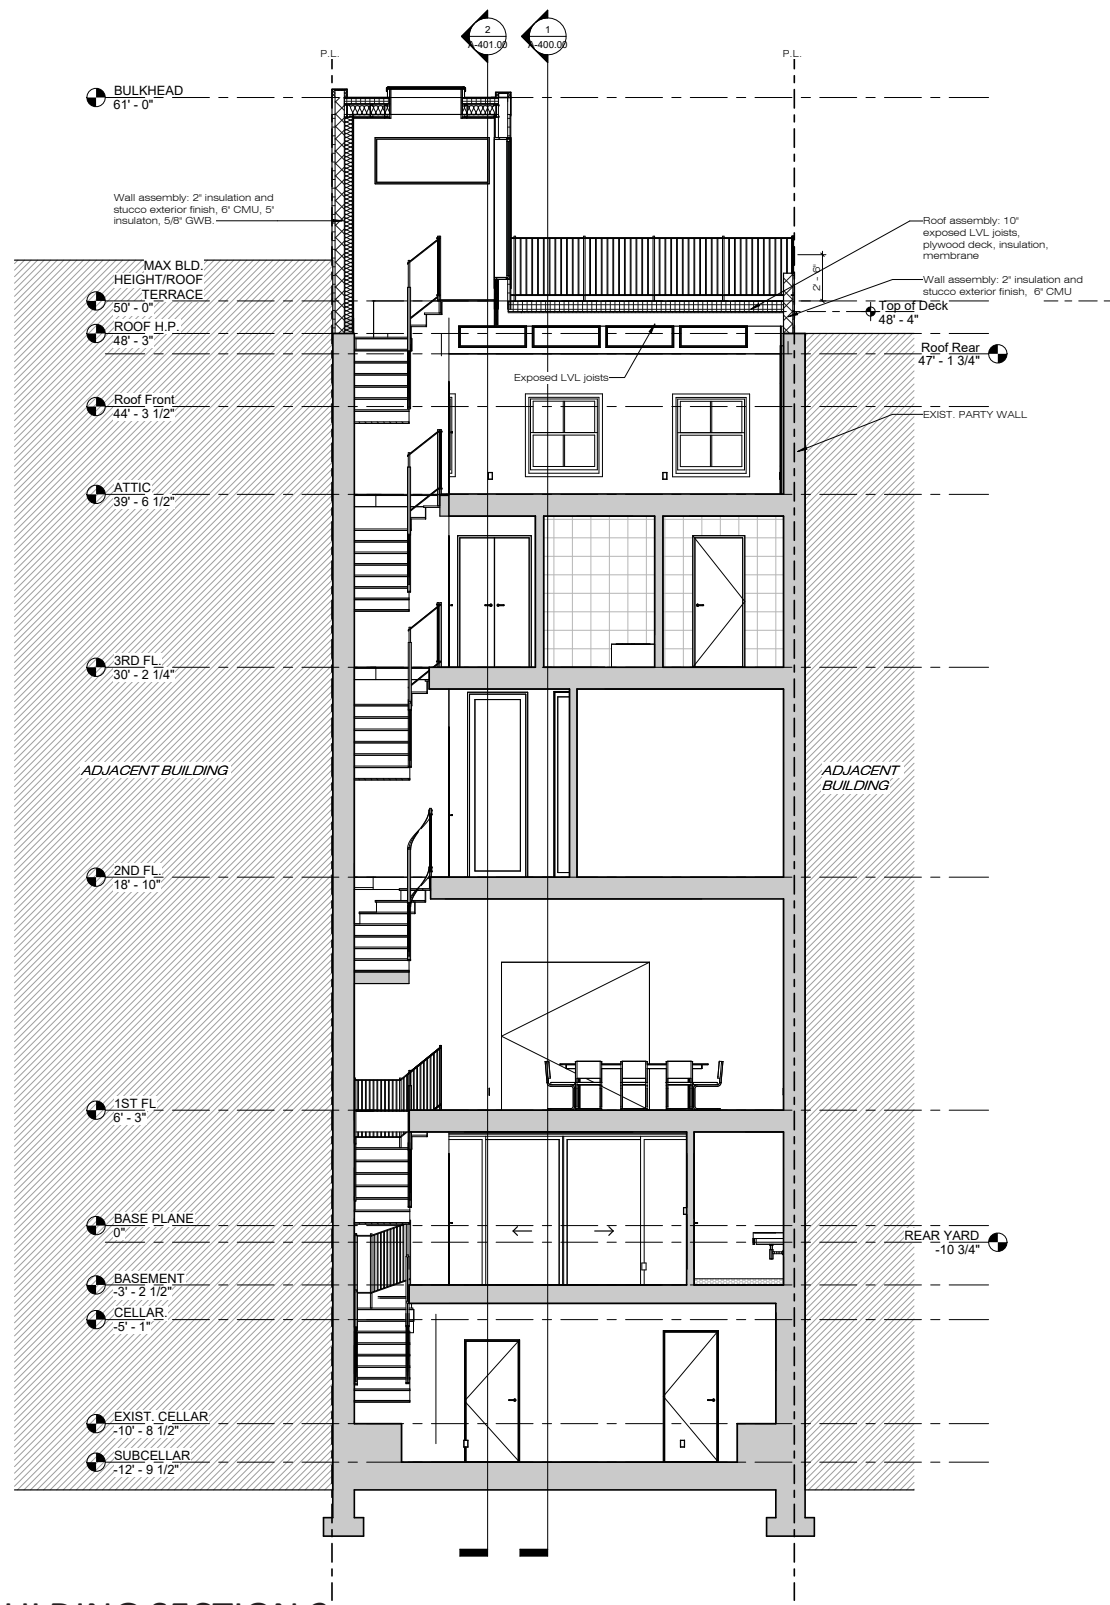 2
A-401.00
1
A-400.00
P.L.
P.L.
BULKHEAD
61' - 0"
Wall assembly: 2" insulation and
stucco exterior finish, 6" CMU, 5"
insulaton, 5/8" GWB.
Roof assembly: 10"
exposed LVL joists,
plywood deck, insulation,
membrane
MAX BLD.
HEIGHT/ROOF
TERRACE
50' - 0"
2' - 6"
Wall assembly: 2" insulation and
stucco exterior finish, 6" CMU
Top of Deck
48' - 4"
ROOF H.P.
48' - 3"
Roof Rear
47' - 1 3/4"
Exposed LVL joists
Roof Front
44' - 3 1/2"
EXIST. PARTY WALL
ATTIC
39' - 6 1/2"
3RD FL.
30' - 2 1/4"
ADJACENT BUILDING
ADJACENT
BUILDING
2ND FL.
18' - 10"
1ST FL
6' - 3"
BASE PLANE
0"
REAR YARD
-10 3/4"
BASEMENT
-3' - 2 1/2"
CELLAR.
-5' - 1"
EXIST. CELLAR
-10' - 8 1/2"
SUBCELLAR
-12' - 9 1/2"